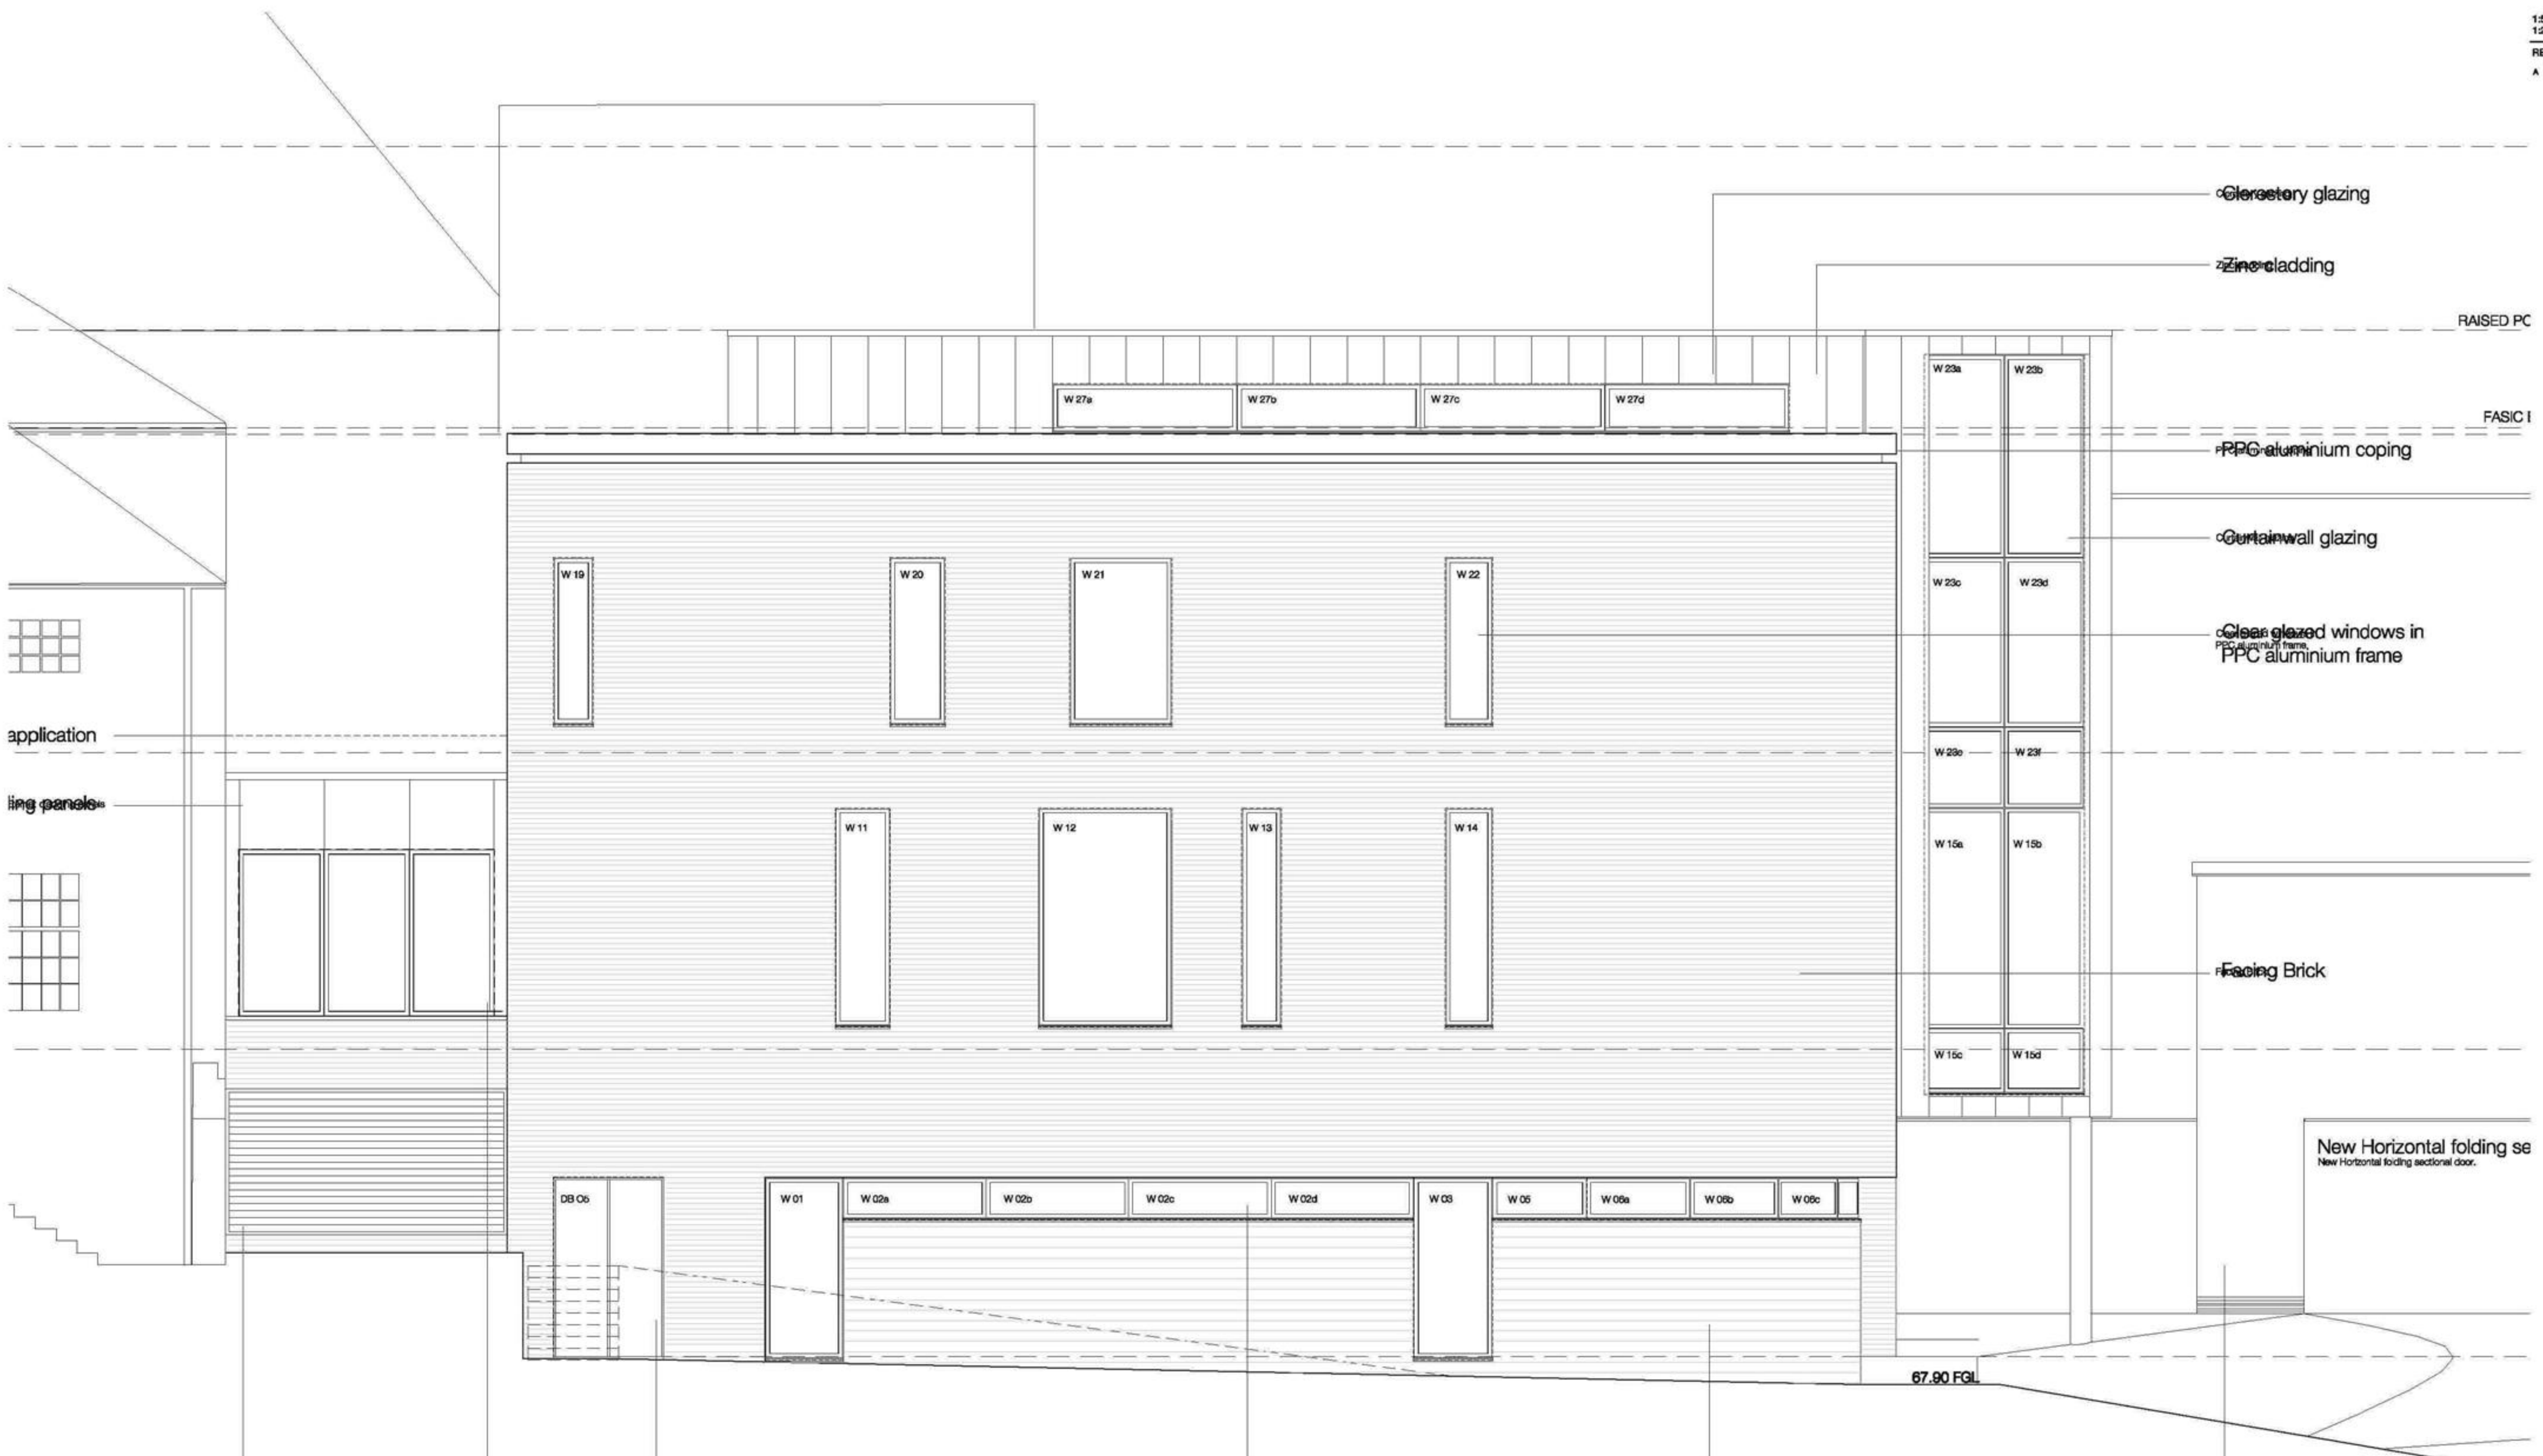 Clerestory glazing
Zinc cladding
RAISED PC
W 23a
W 23b
W 27a
W 27b
W 27c
W 27d
FASIC
PPC aluminium coping
Curtainwall glazing
W 19
W 20
W 21
W 22
W 23c
W 23d
Clear glazed windows in
PPC aluminium frame,
PPC aluminium frame
application
W 23e
W 23f
ling panels
W 11
W 12
W 13
W 14
W 15a
W 15b
Facing Brick
W 15c
W 15d
New Horizontal folding se
New Horizontal folding sectional door.
DB 05
W 01
W 02a
W 02b
W 02c
W 02d
W 03
W 05
W 06a
W 06b
W 06c
67.90 FGL